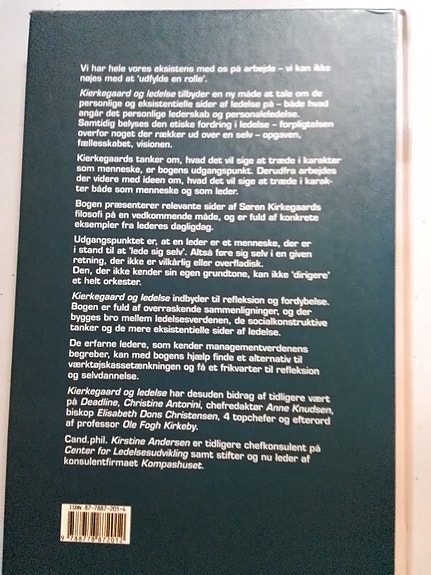 Vi har hele vores eksistens med os på arbejde – vi kan ikke
nøjes med at 'udfylde en rolle'.
Kierkegaard og ledelse tilbyder en ny måde at tale om de
personlige og eksistentielle sider af ledelse på – både hvad
angår det personlige lederskab og personaleledelse.
Samtidig belyses den etiske fordring i ledelse – forpligtelsen
overfor noget der rækker ud over en selv – opgaven,
fællesskabet, visionen.
Kierkegaards tanker om, hvad det vil sige at træde i karakter
som menneske, er bogens udgangspunkt. Derudfra arbejdes
der videre med ideen om, hvad det vil sige at træde i karak-
ter både som menneske og som leder.
Bogen præsenterer relevante sider af Søren Kirkegaards
filosofi på en vedkommende måde, og er fuld af konkrete
eksempler fra lederes dagligdag.
Udgangspunktet er, at en leder er et menneske, der er
i stand til at 'lede sig selv'. Altså føre sig selv i en given
retning, der ikke er vilkårlig eller overfladisk.
Den, der ikke kender sin egen grundtone, kan ikke 'dirigere'
et helt orkester.
Kierkegaard og ledelse indbyder til refleksion og fordybelse.
Bogen er fuld af overraskende sammenligninger, og der
bygges bro mellem ledelsesverdenen, de socialkonstruktive
tanker og de mere eksistentielle sider af ledelse.
De erfarne ledere, som kender managementverdenens
begreber, kan med bogens hjælp finde et alternativ til
værktøjskassetænkningen og få et frikvarter til refleksion
og selvdannelse.
Kierkegaard og ledelse har desuden bidrag af tidligere vært
på Deadline, Christine Antorini, chefredaktør Anne Knudsen,
biskop Elisabeth Dons Christensen, 4 topchefer og efterord
af professor Ole Fogh Kirkeby.
Cand.phil. Kirstine Andersen er tidligere chefkonsulent på
Center for Ledelsesudvikling samt stifter og nu leder af
konsulentfirmaet Kompashuset.
ISBN 87-7887-201-4
9 788778 872012